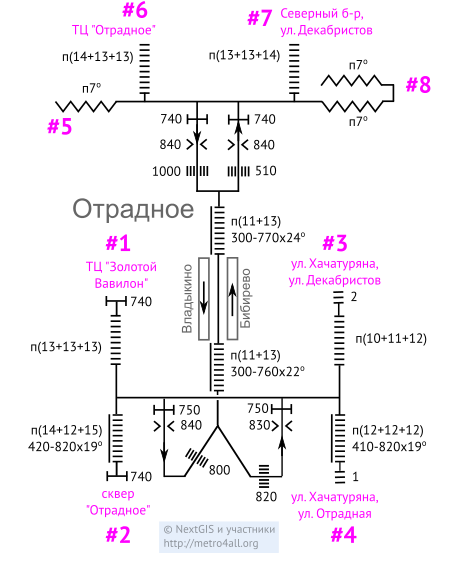 #6
ТЦ "Отрадное"
п(14+13+13)
#7
Северный б-р,
ул. Декабристов
п(13+13+14)
п7°
#5
п7°
#8
п7°
740
740
840
840
1000
510
Отрадное
п(11+13)
300-770x24°
#1
ТЦ "Золотой
Вавилон"
740
п(13+13+13)
Владыкино
Бибирево
#3
ул. Хачатуряна,
ул. Декабристов
2
п(10+11+12)
п(11+13)
300-760x22°
п(14+12+15)
420-820x19°
740
сквер
"Отрадное"
#2
750
840
750
830
800
820
п(12+12+12)
410-820x19°
1
ул. Хачатуряна,
ул. Отрадная
#4
© NextGIS и участники
http://metro4all.org